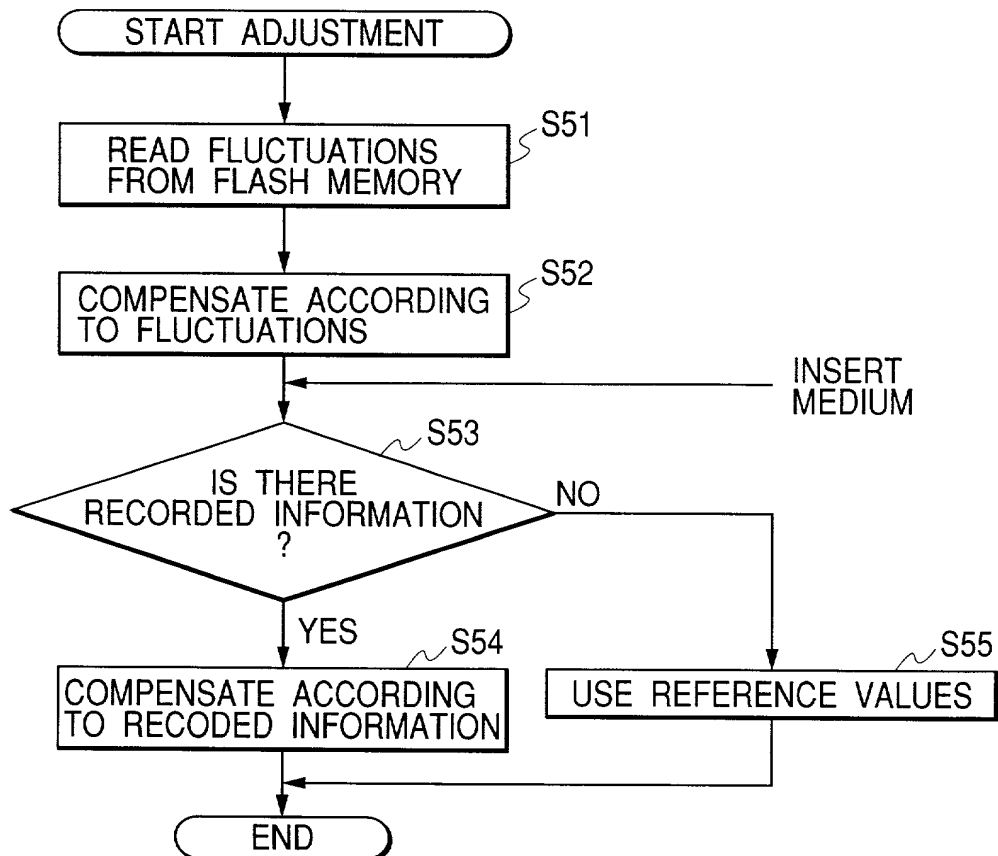 START ADJUSTMENT
S51
READ FLUCTUATIONS
FROM FLASH MEMORY
S52
COMPENSATE ACCORDING
TO FLUCTUATIONS
INSERT
MEDIUM
S53
IS THERE
RECORDED INFORMATION
?
NO
YES
S54
COMPENSATE ACCORDING
TO RECODED INFORMATION
S55
USE REFERENCE VALUES
END